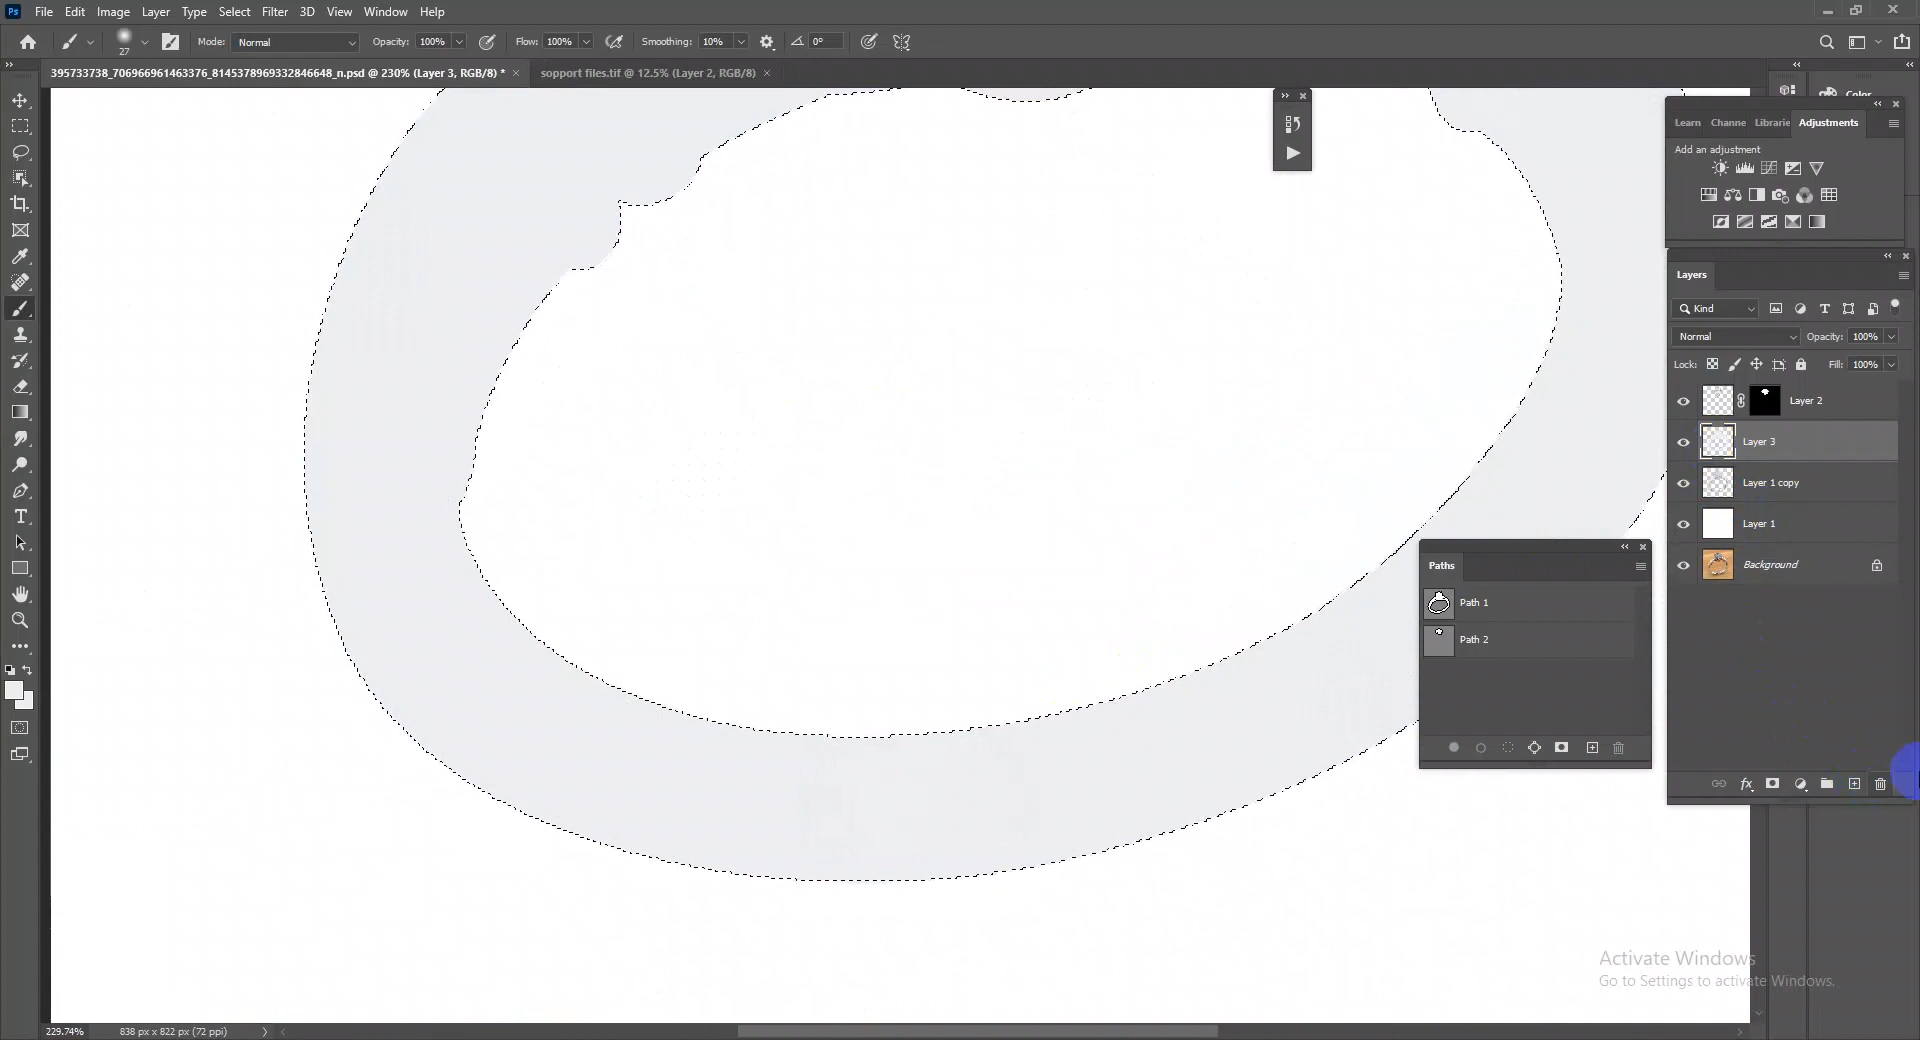 Ps File Edit Image Layer Type Select Filter 3D View Window Help
27 Mode: Normal Opacity: 100% Flow: 100% Smoothing: 10% 0°
395733738_706966961463376_8145378969332846648_n.psd @ 230% (Layer 3, RGB/8) * × sopport files.tif @ 12.5% (Layer 2, RGB/8) ×
Color
Learn Channe Librarie Adjustments
Add an adjustment
Layers
Kind
Normal Opacity: 100%
Lock: Fill: 100%
Layer 2
Layer 3
Layer 1 copy
Layer 1
Background
Paths
Path 1
Path 2
Activate Windows
Go to Settings to activate Windows.
229.74% 838 px x 822 px (72 ppi)